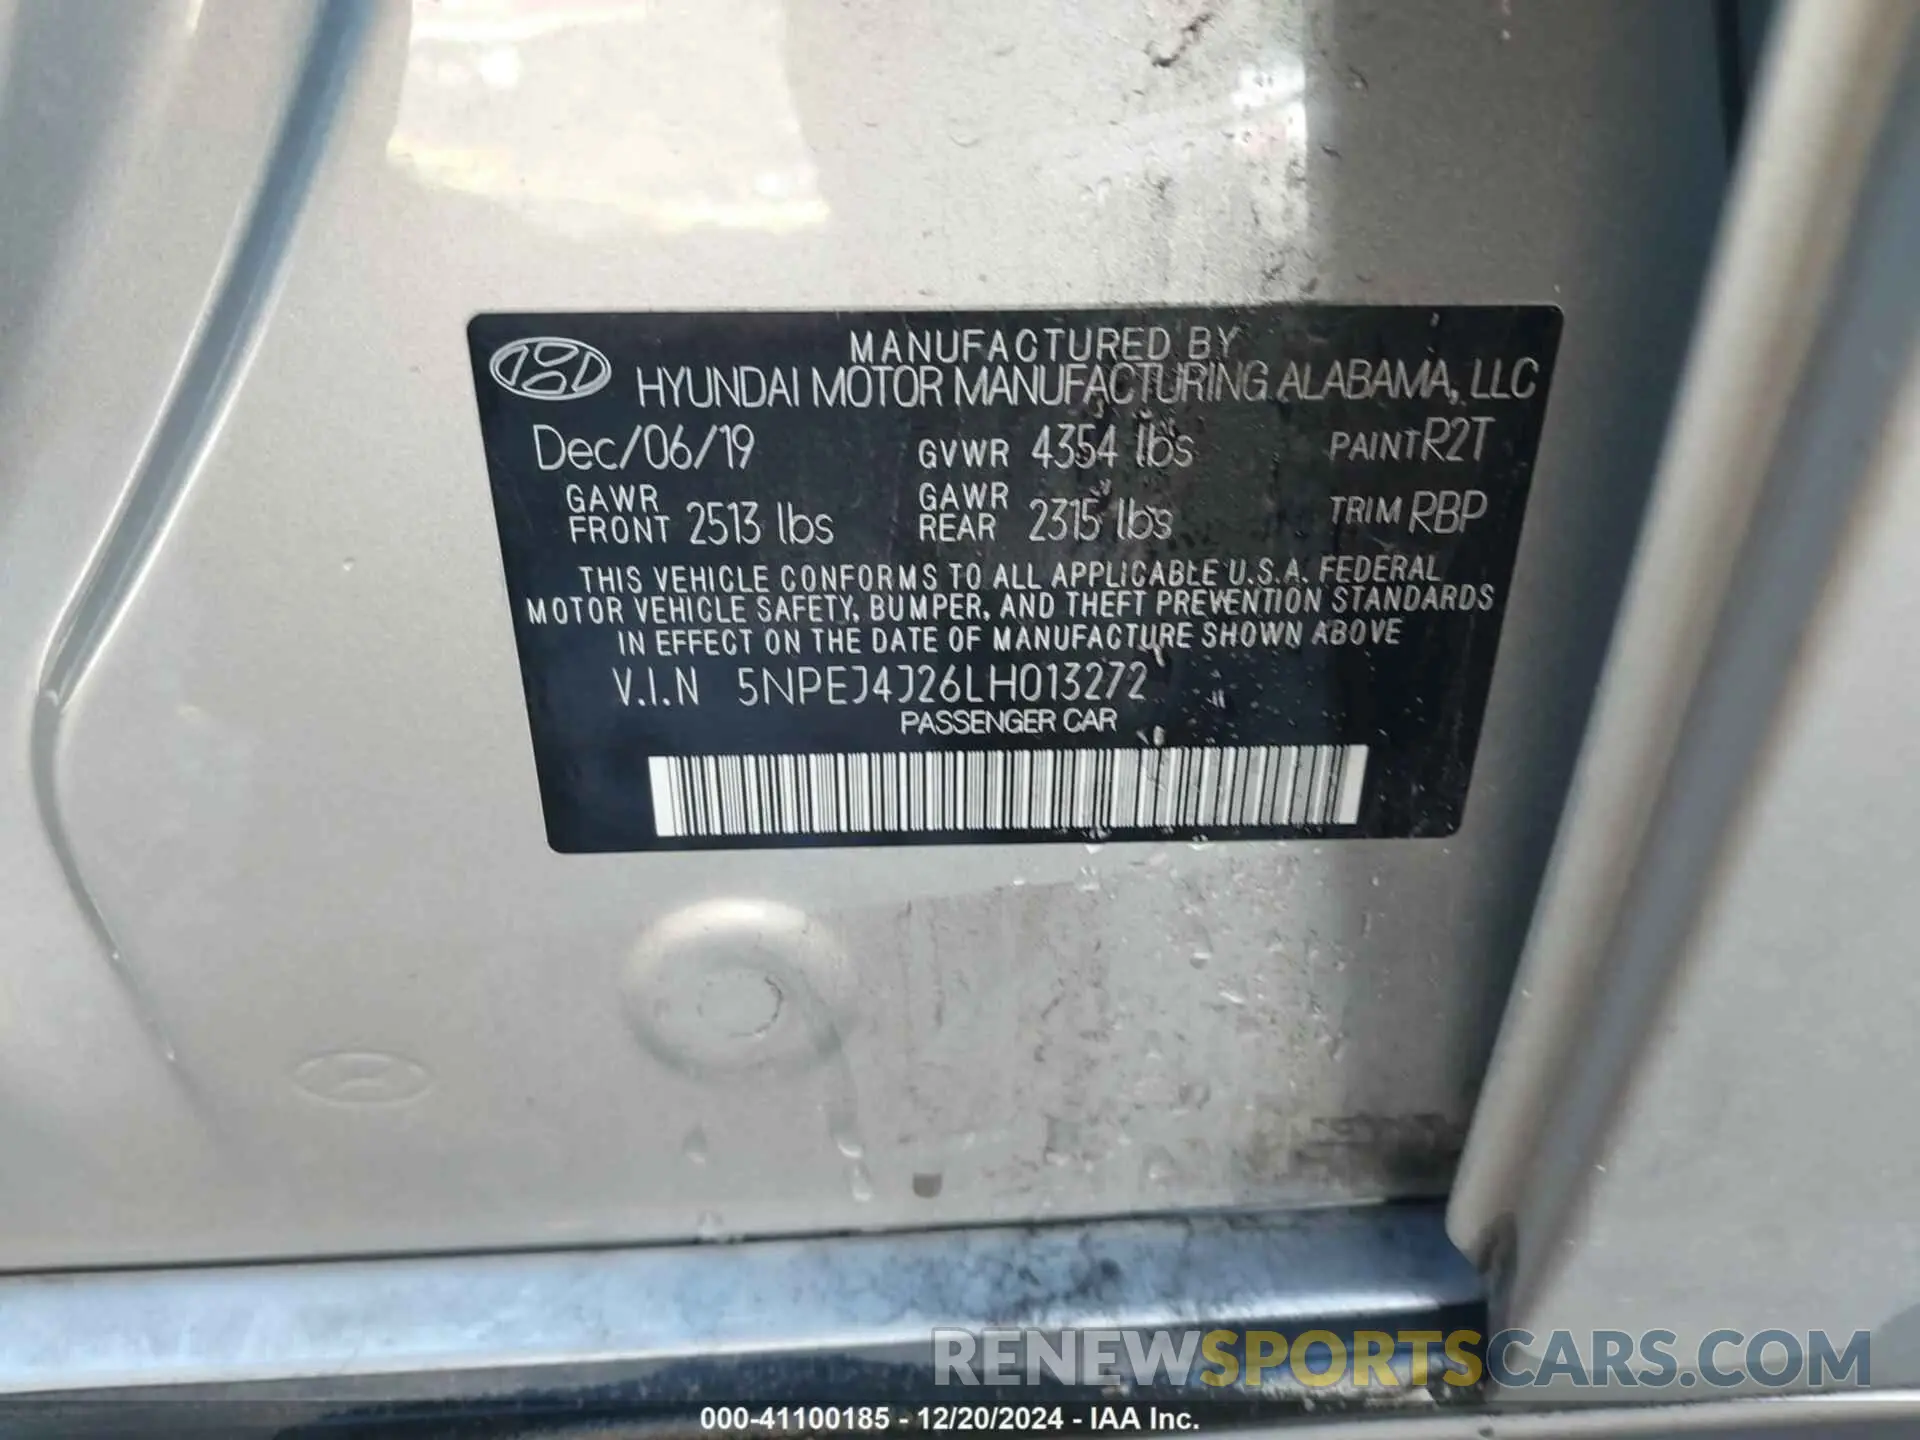 MANUFACTURED BY
HYUNDAI MOTOR MANUFACTURING ALABAMA, LLC
Dec/06/19 GVWR 4354 lbs PAINT R2T
GAWR FRONT 2513 lbs GAWR REAR 2315 lbs TRIM RBP
THIS VEHICLE CONFORMS TO ALL APPLICABLE U.S.A. FEDERAL
MOTOR VEHICLE SAFETY, BUMPER, AND THEFT PREVENTION STANDARDS
IN EFFECT ON THE DATE OF MANUFACTURE SHOWN ABOVE
V.I.N 5NPEJ4J26LH013272
PASSENGER CAR
RENEWSPORTSCARS.COM
000-41100185 - 12/20/2024 - IAA Inc.